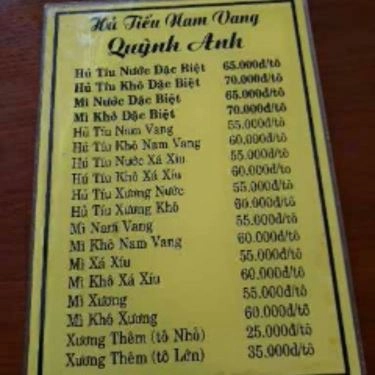 Hủ Tiếu Nam Vang
Quỳnh Anh
Hủ Tíu Nước Đặc Biệt 65.000đ/tô
Hủ Tíu Khô Đặc Biệt 70.000đ/tô
Mì Nước Đặc Biệt 65.000đ/tô
Mì Khô Đặc Biệt 70.000đ/tô
Hủ Tíu Nam Vang 55.000đ/tô
Hủ Tíu Khô Nam Vang 60.000đ/tô
Hủ Tíu Nước Xá Xíu 55.000đ/tô
Hủ Tíu Khô Xá Xíu 60.000đ/tô
Hủ Tíu Xương Nước 55.000đ/tô
Hủ Tíu Xương Khô 60.000đ/tô
Mì Nam Vang 55.000đ/tô
Mì Khô Nam Vang 60.000đ/tô
Mì Xá Xíu 55.000đ/tô
Mì Khô Xá Xíu 60.000đ/tô
Mì Xương 55.000đ/tô
Mì Khô Xương 60.000đ/tô
Xương Thêm (tô Nhỏ) 25.000đ/tô
Xương Thêm (tô Lớn) 35.000đ/tô